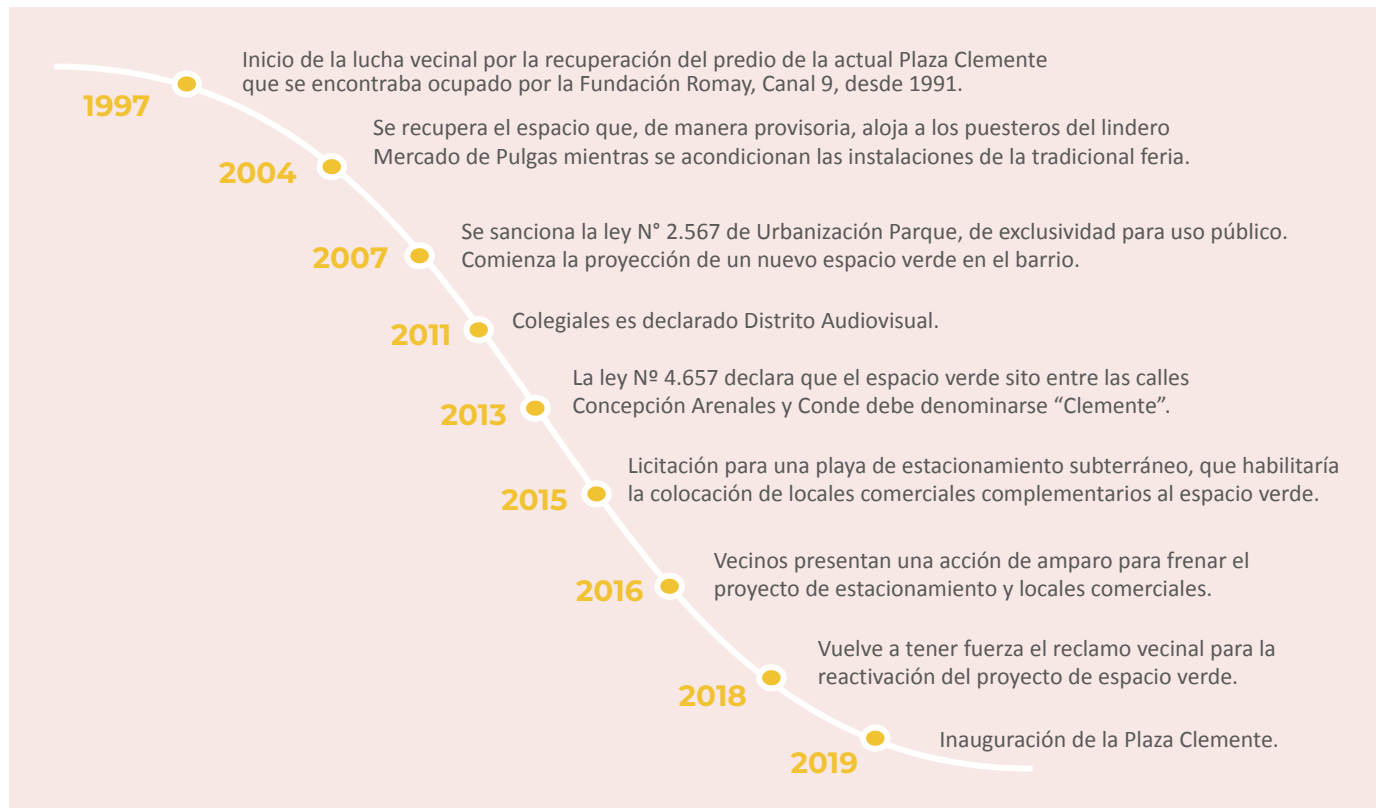 Inicio de la lucha vecinal por la recuperación del predio de la actual Plaza Clemente
que se encontraba ocupado por la Fundación Romay, Canal 9, desde 1991.
1997
Se recupera el espacio que, de manera provisoria, aloja a los puesteros del lindero
Mercado de Pulgas mientras se acondicionan las instalaciones de la tradicional feria.
2004
Se sanciona la ley N° 2.567 de Urbanización Parque, de exclusividad para uso público.
Comienza la proyección de un nuevo espacio verde en el barrio.
2007
Colegiales es declarado Distrito Audiovisual.
2011
La ley Nº 4.657 declara que el espacio verde sito entre las calles
Concepción Arenales y Conde debe denominarse “Clemente”.
2013
Licitación para una playa de estacionamiento subterráneo, que habilitaría
la colocación de locales comerciales complementarios al espacio verde.
2015
Vecinos presentan una acción de amparo para frenar el
proyecto de estacionamiento y locales comerciales.
2016
Vuelve a tener fuerza el reclamo vecinal para la
reactivación del proyecto de espacio verde.
2018
Inauguración de la Plaza Clemente.
2019